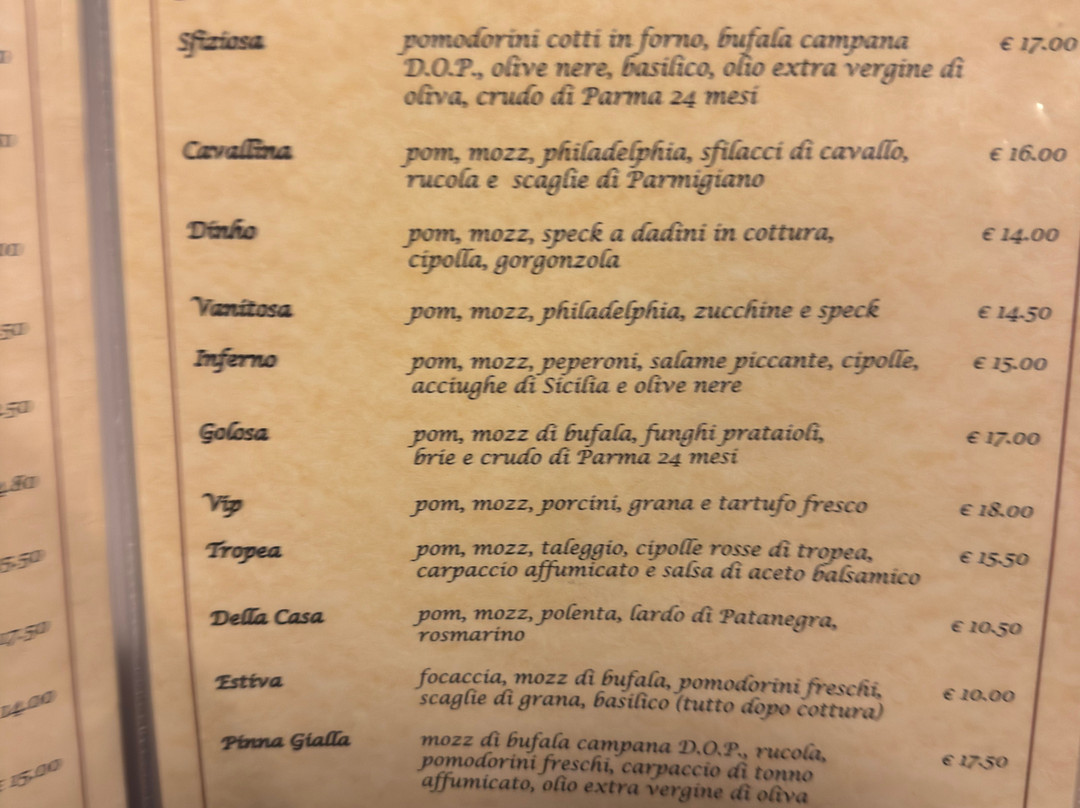 Sfiziosa pomodorini cotti in forno, bufala campana € 17.00
D.O.P., olive nere, basilico, olio extra vergine di
oliva, crudo di Parma 24 mesi
Cavallina pom, mozz, philadelphia, sfilacci di cavallo, € 16.00
rucola e scaglie di Parmigiano
Dinho pom, mozz, speck a dadini in cottura, € 14.00
cipolla, gorgonzola
Vanitosa pom, mozz, philadelphia, zucchine e speck € 14.50
Inferno pom, mozz, peperoni, salame piccante, cipolle, € 15.00
acciughe di Sicilia e olive nere
Golosa pom, mozz di bufala, funghi prataioli, € 17.00
brie e crudo di Parma 24 mesi
Vip pom, mozz, porcini, grana e tartufo fresco € 18.00
Tropea pom, mozz, taleggio, cipolle rosse di tropea, € 15.50
carpaccio affumicato e salsa di aceto balsamico
Della Casa pom, mozz, polenta, lardo di Patanegra, € 10.50
rosmarino
Estiva focaccia, mozz di bufala, pomodorini freschi, € 10.00
scaglie di grana, basilico (tutto dopo cottura)
Pinna Gialla mozz di bufala campana D.O.P., rucola, € 17.50
pomodorini freschi, carpaccio di tonno
affumicato, olio extra vergine di oliva
17.50
14.00
€ 15.00